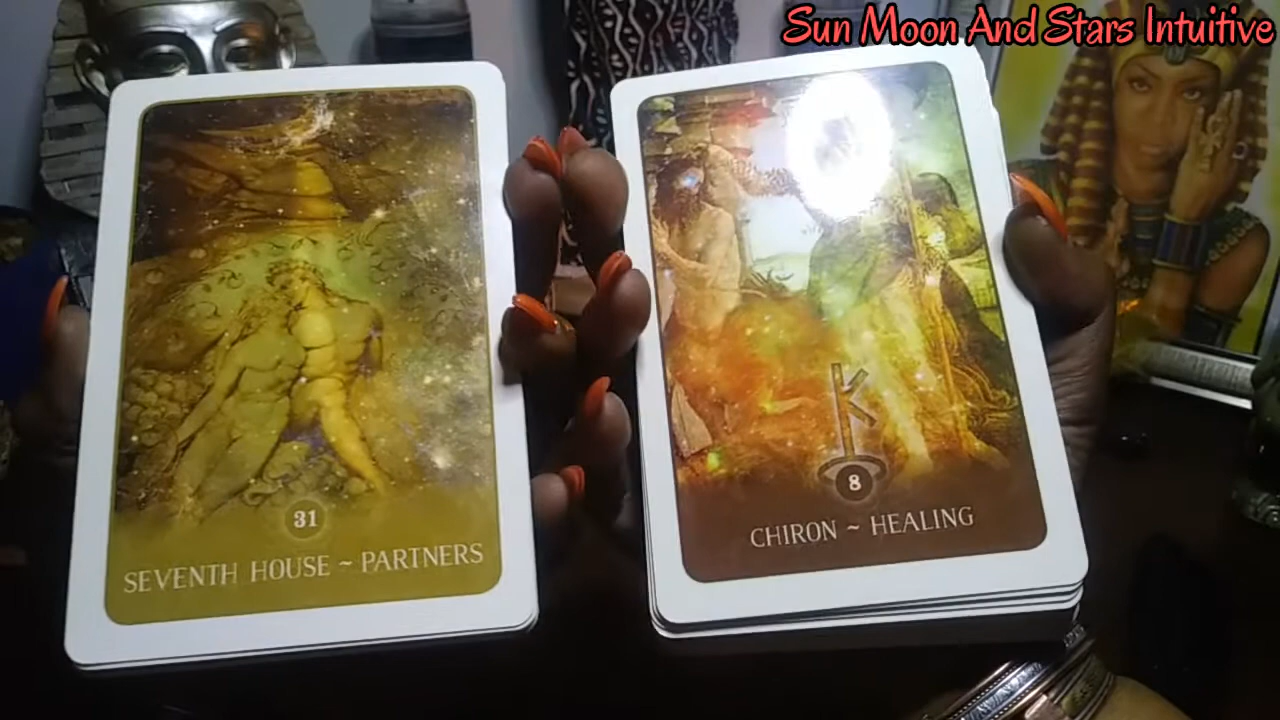 Sun Moon And Stars Intuitive
31
SEVENTH HOUSE ~ PARTNERS
8
CHIRON ~ HEALING